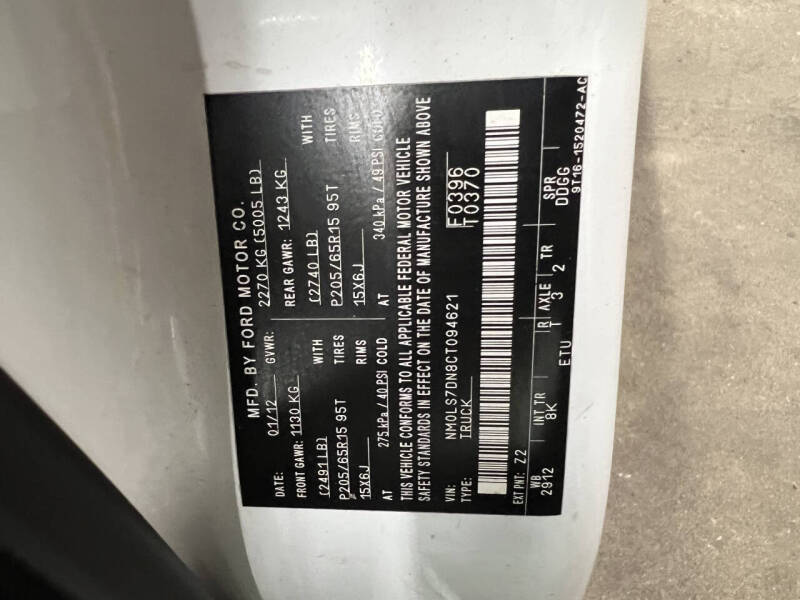 MFD. BY FORD MOTOR CO.
DATE: 01/12 GVWR: 2270 KG (5005 LB)
FRONT GAWR: 1130 KG REAR GAWR: 1243 KG
(2491 LB) WITH (2740 LB) WITH
P205/65R15 95T TIRES P205/65R15 95T TIRES
15X6J RIMS 15X6J RIMS
AT 275 kPa / 40 PSI COLD AT 340 kPa / 49 PSI COLD
THIS VEHICLE CONFORMS TO ALL APPLICABLE FEDERAL MOTOR VEHICLE
SAFETY STANDARDS IN EFFECT ON THE DATE OF MANUFACTURE SHOWN ABOVE
VIN: NM0LS7DN8CT094621 F0396
TYPE: TRUCK T0370
EXT PNT: Z2
WB INT TR R AXLE TR SPR
2912 8K T 3 2 DDGG
ETU 9T16-1520472-AC